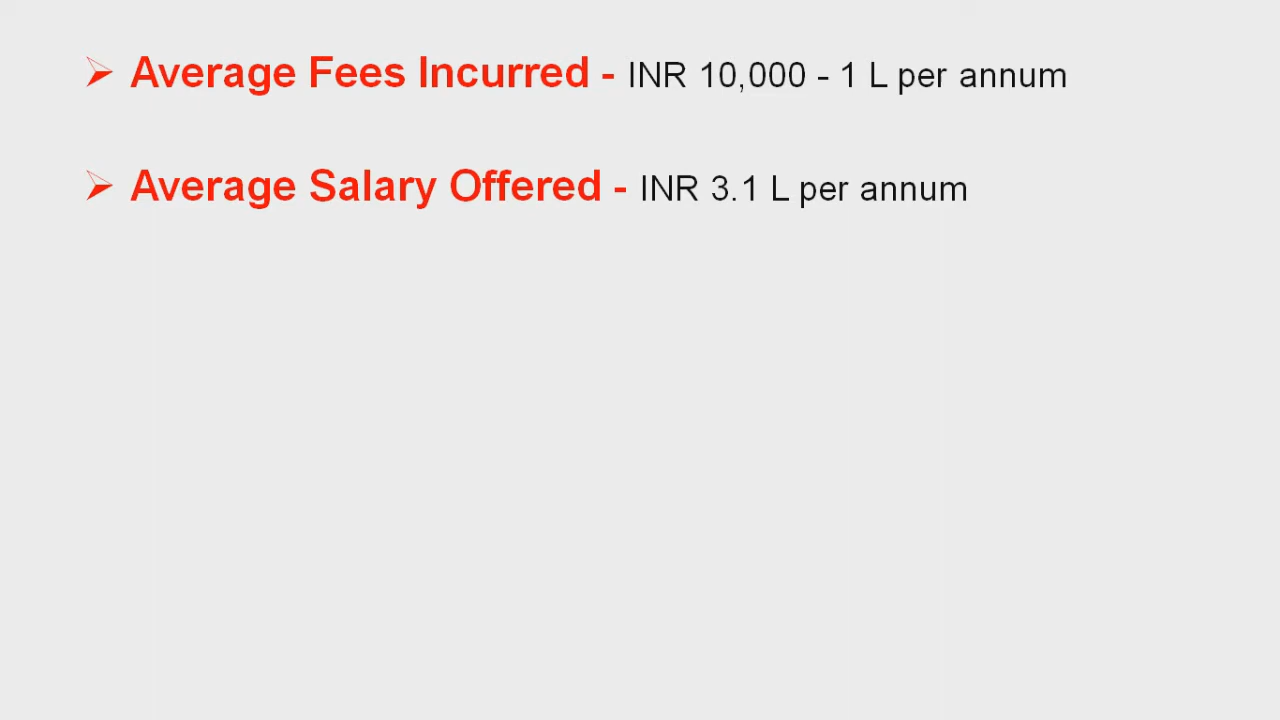 ➢ Average Fees Incurred - INR 10,000 - 1 L per annum
➢ Average Salary Offered - INR 3.1 L per annum